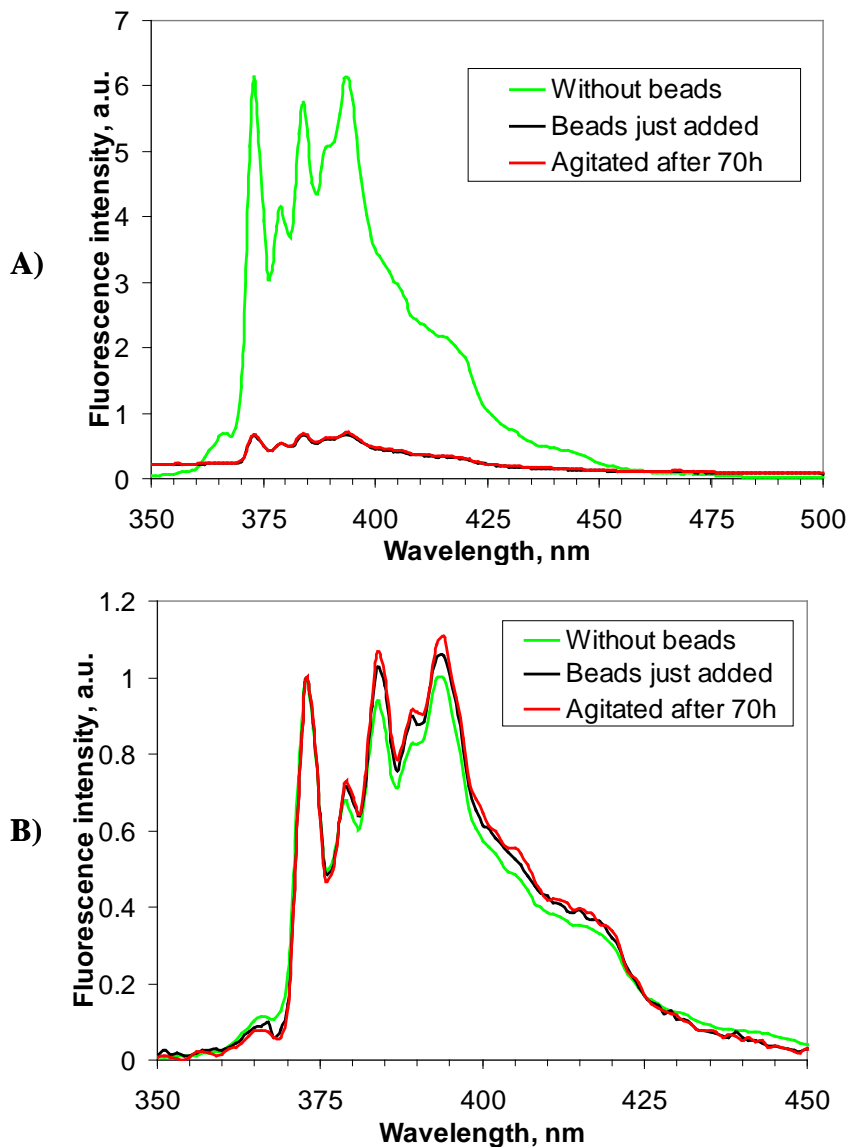 A)
Fluorescence intensity, a.u.
7
6
5
4
3
2
1
0
Without beads
Beads just added
Agitated after 70h
350 375 400 425 450 475 500
Wavelength, nm
B)
Fluorescence intensity, a.u.
1.2
1
0.8
0.6
0.4
0.2
0
Without beads
Beads just added
Agitated after 70h
350 375 400 425 450
Wavelength, nm